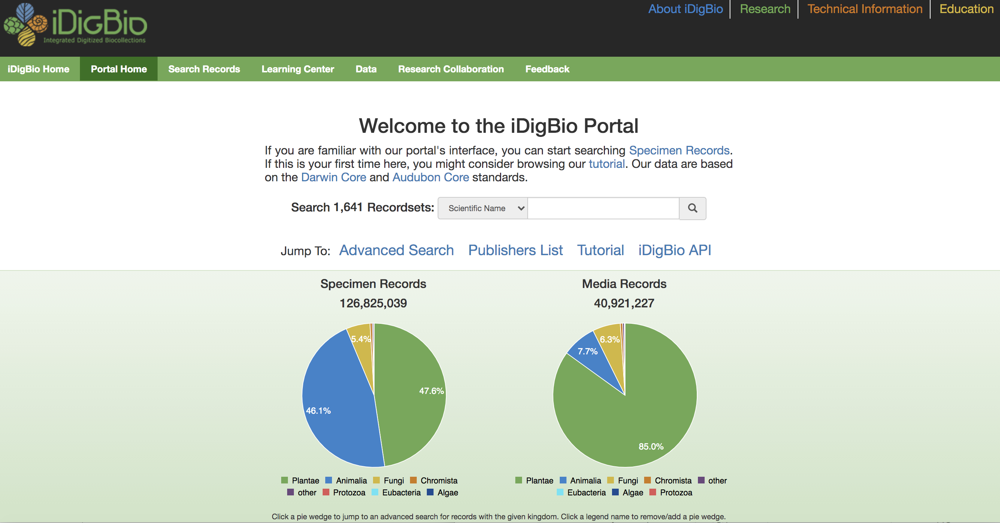 iDigBio
Integrated Digitized Biocollections
About iDigBio
Research
Technical Information
Education
iDigBio Home
Portal Home
Search Records
Learning Center
Data
Research Collaboration
Feedback
Welcome to the iDigBio Portal
If you are familiar with our portal's interface, you can start searching Specimen Records.
If this is your first time here, you might consider browsing our tutorial. Our data are based
on the Darwin Core and Audubon Core standards.
Search 1,641 Recordsets:
Scientific Name
Jump To: Advanced Search Publishers List Tutorial iDigBio API
Specimen Records
126,825,039
5.4%
47.6%
46.1%
Plantae Animalia Fungi Chromista
other Protozoa Eubacteria Algae
Media Records
40,921,227
6.3%
7.7%
85.0%
Plantae Animalia Fungi Chromista other
Eubacteria Algae Protozoa
Click a pie wedge to jump to an advanced search for records with the given kingdom. Click a legend name to remove/add a pie wedge.